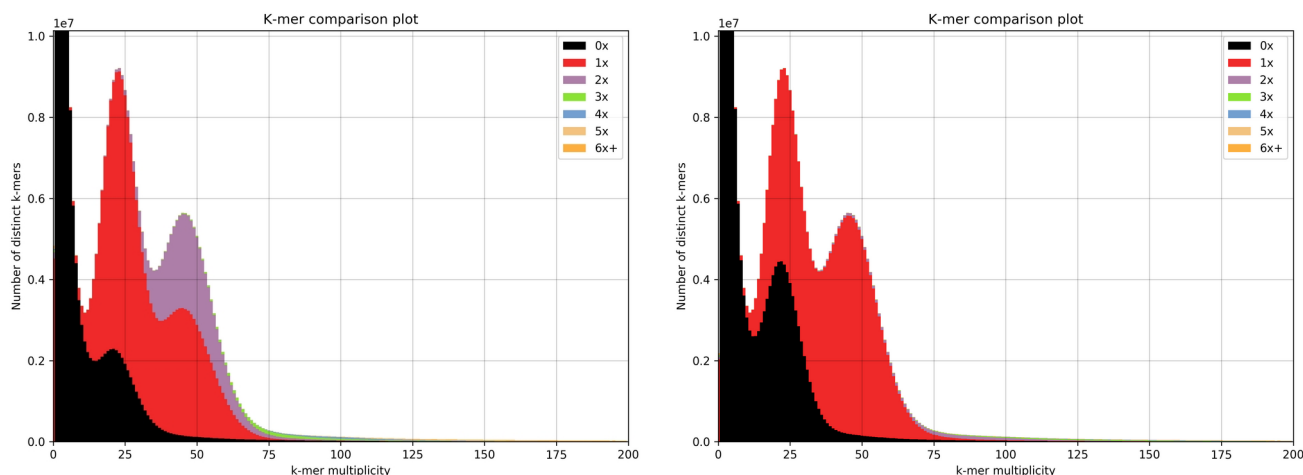 K-mer comparison plot
1e7
1.0
0.8
0.6
0.4
0.2
0.0
Number of distinct k-mers
0x
1x
2x
3x
4x
5x
6x+
0 25 50 75 100 125 150 175 200
k-mer multiplicity
K-mer comparison plot
1e7
1.0
0.8
0.6
0.4
0.2
0.0
Number of distinct k-mers
0x
1x
2x
3x
4x
5x
6x+
0 25 50 75 100 125 150 175 200
k-mer multiplicity